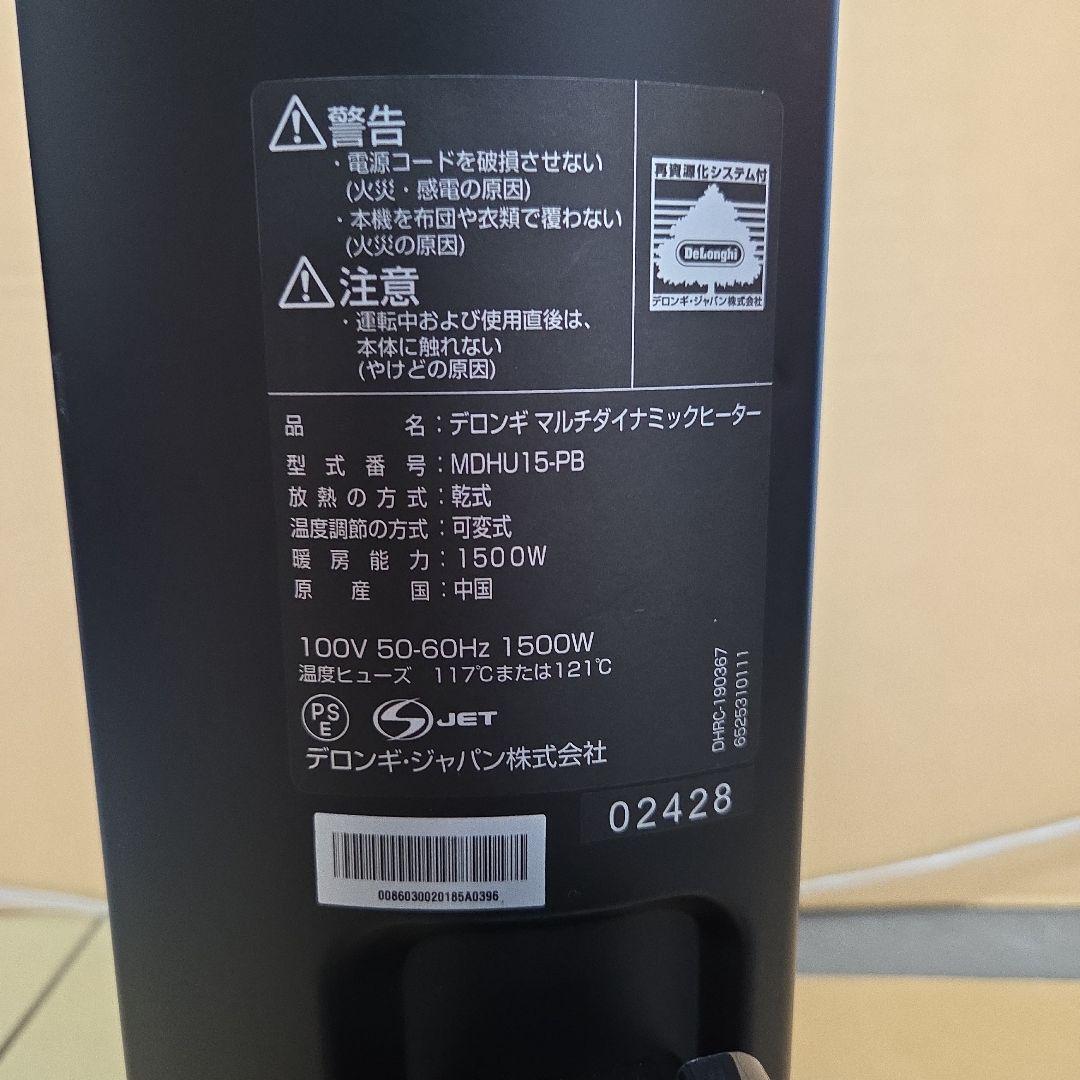 警告
・電源コードを破損させない
(火災・感電の原因)
・本機を布団や衣類で覆わない
(火災の原因)
注意
・運転中および使用直後は、
本体に触れない
(やけどの原因)
再資源化システム付
DeLonghi
デロンギ・ジャパン株式会社
品名：デロンギ マルチダイナミックヒーター
型式番号：MDHU15-PB
放熱の方式：乾式
温度調節の方式：可変式
暖房能力：1500W
原産国：中国
100V 50-60Hz 1500W
温度ヒューズ 117℃または121℃
PSE
JET
デロンギ・ジャパン株式会社
DHRC-190367
6525310111
02428
0086030020185A0396